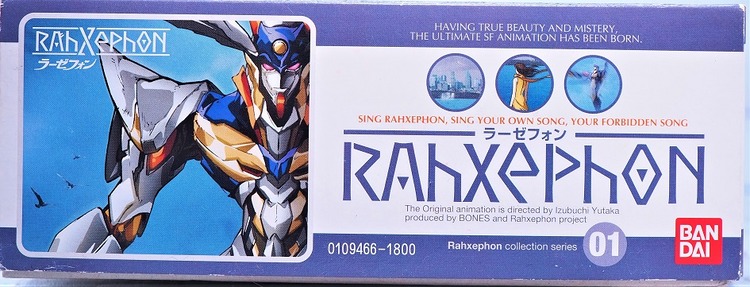 RAhXephON
ラーゼフォン
HAVING TRUE BEAUTY AND MISTERY,
THE ULTIMATE SF ANIMATION HAS BEEN BORN.
SING RAHXEPHON, SING YOUR OWN SONG, YOUR FORBIDDEN SONG
ラーゼフォン
RAhXephON
The Original animation is directed by Izubuchi Yutaka
produced by BONES and Rahxephon project
0109466-1800
Rahxephon collection series 01
BAN
DAI